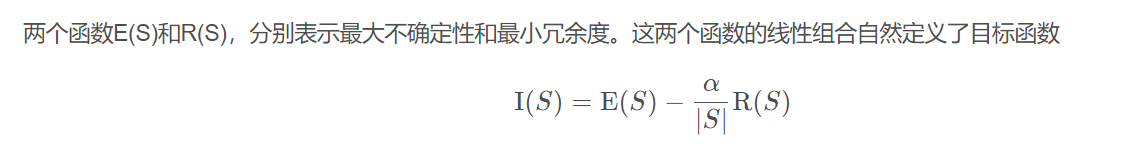 两个函数E(S)和R(S)，分别表示最大不确定性和最小冗余度。这两个函数的线性组合自然定义了目标函数
I(S) = E(S) − α/|S| R(S)